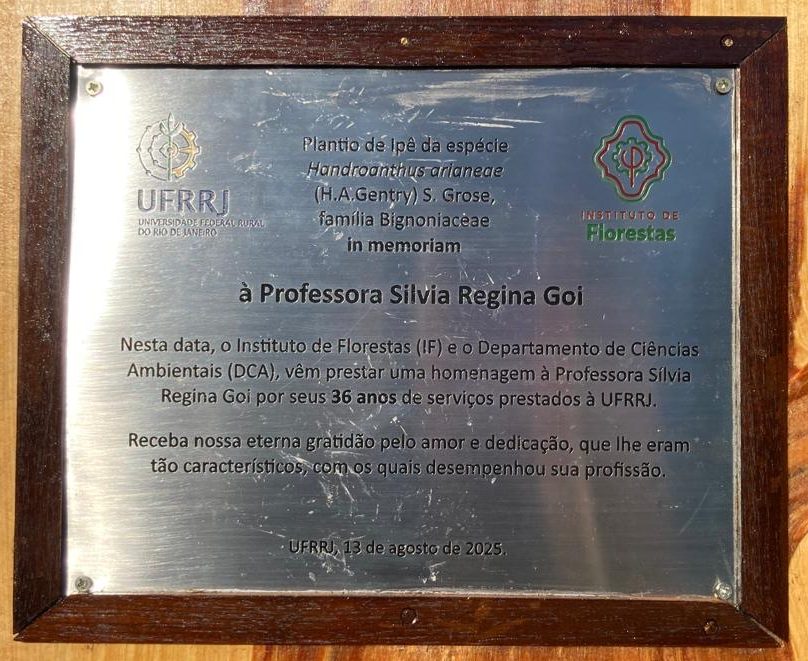 UFRRJ
UNIVERSIDADE FEDERAL RURAL
DO RIO DE JANEIRO
Plantio de Ipê da espécie
Handroanthus arianeae
(H.A.Gentry) S. Grose,
família Bignoniaceae
in memoriam
INSTITUTO DE
Florestas
à Professora Silvia Regina Goi
Nesta data, o Instituto de Florestas (IF) e o Departamento de Ciências
Ambientais (DCA), vêm prestar uma homenagem à Professora Sílvia
Regina Goi por seus 36 anos de serviços prestados à UFRRJ.
Receba nossa eterna gratidão pelo amor e dedicação, que lhe eram
tão característicos, com os quais desempenhou sua profissão.
UFRRJ, 13 de agosto de 2025.